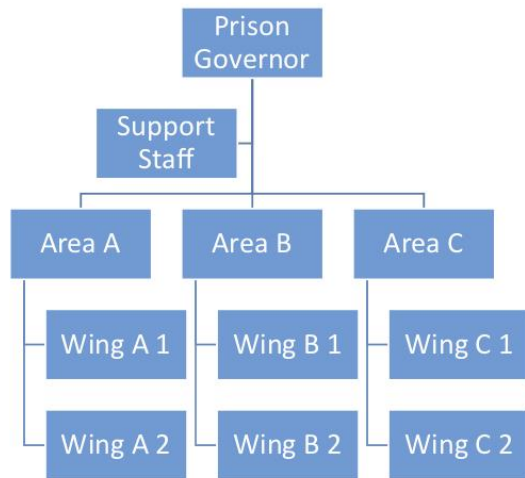 Prison
Governor
Support
Staff
Area A
Area B
Area C
Wing A 1
Wing B 1
Wing C 1
Wing A 2
Wing B 2
Wing C 2